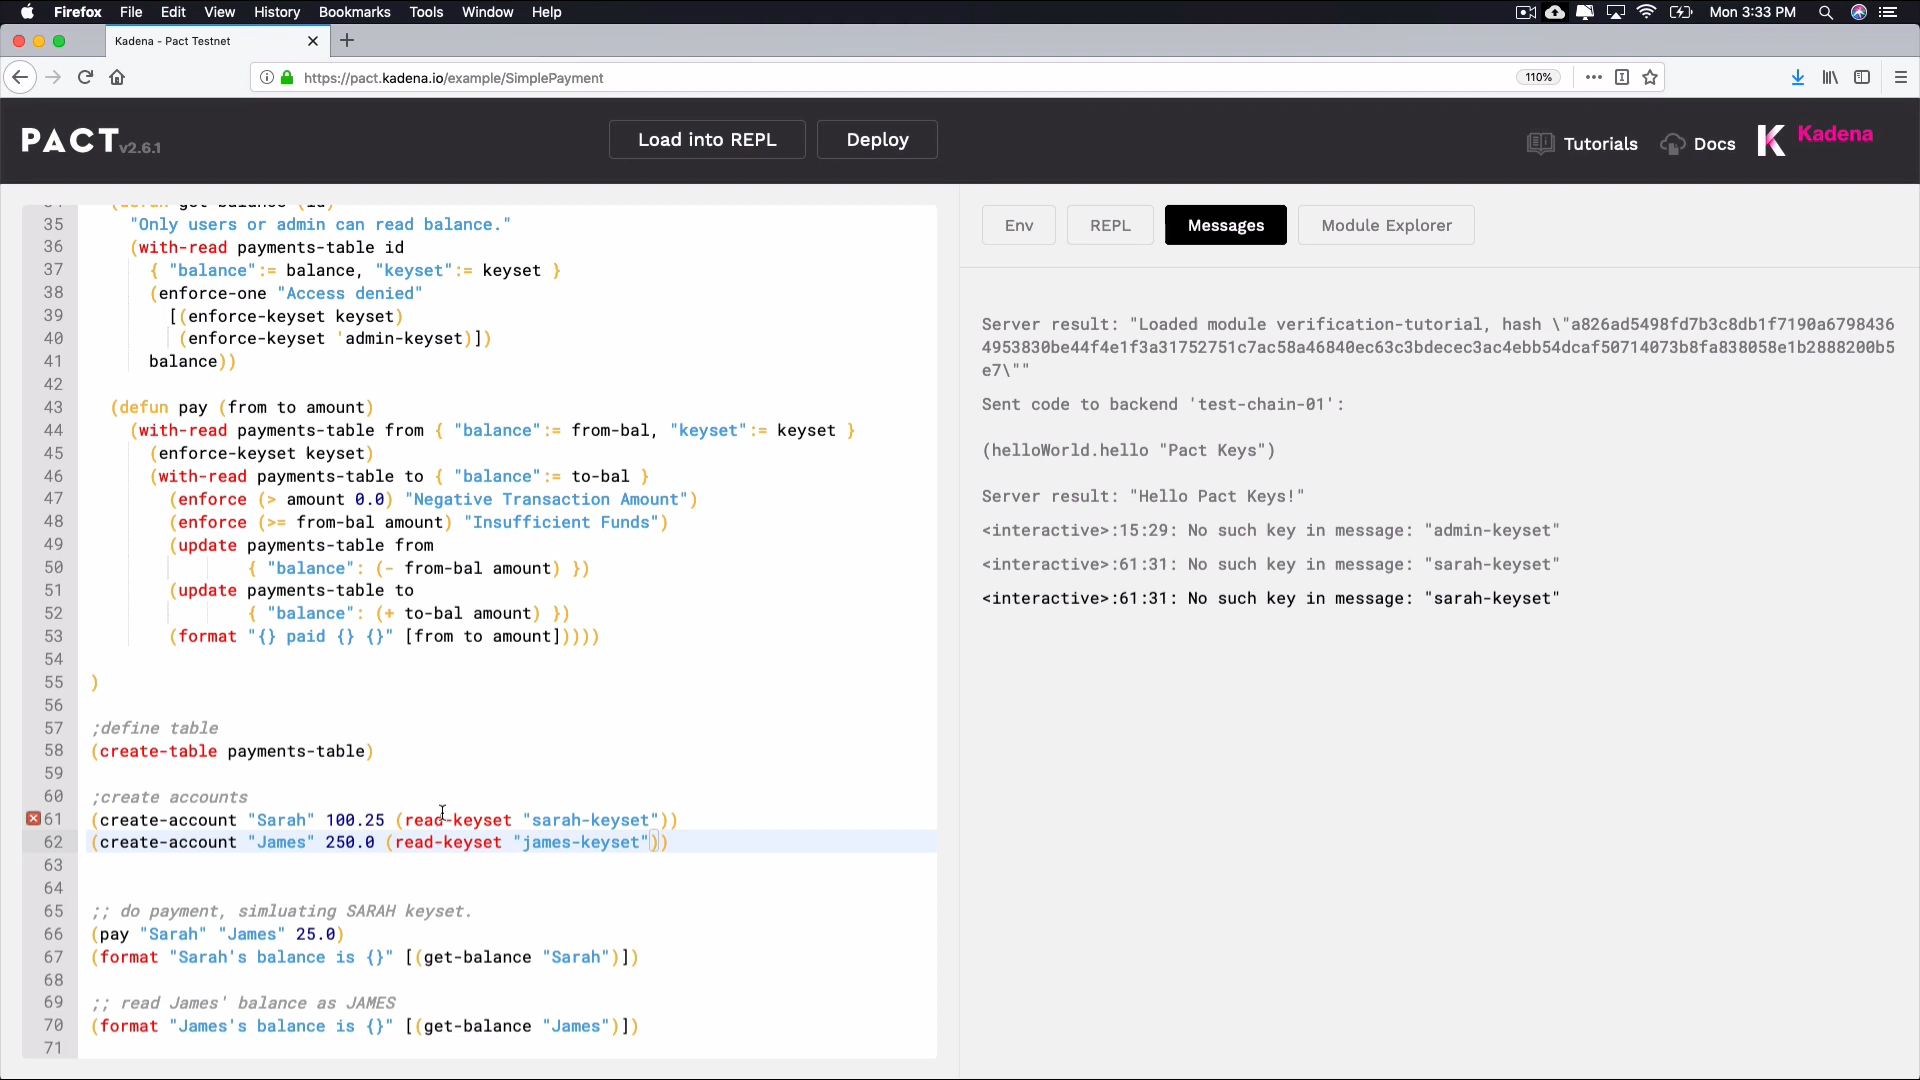 Firefox File Edit View History Bookmarks Tools Window Help Mon 3:33 PM
Kadena - Pact Testnet
https://pact.kadena.io/example/SimplePayment 110%
PACT v2.6.1 Load into REPL Deploy Tutorials Docs Kadena
Env REPL Messages Module Explorer
34 (defun get-balance (id)
35 "Only users or admin can read balance."
36 (with-read payments-table id
37 { "balance":= balance, "keyset":= keyset }
38 (enforce-one "Access denied"
39 [(enforce-keyset keyset)
40 (enforce-keyset 'admin-keyset)])
41 balance))
42
43 (defun pay (from to amount)
44 (with-read payments-table from { "balance":= from-bal, "keyset":= keyset }
45 (enforce-keyset keyset)
46 (with-read payments-table to { "balance":= to-bal }
47 (enforce (> amount 0.0) "Negative Transaction Amount")
48 (enforce (>= from-bal amount) "Insufficient Funds")
49 (update payments-table from
50 { "balance": (- from-bal amount) })
51 (update payments-table to
52 { "balance": (+ to-bal amount) })
53 (format "{} paid {} {}" [from to amount]))))
54
55 )
56
57 ;define table
58 (create-table payments-table)
59
60 ;create accounts
61 (create-account "Sarah" 100.25 (read-keyset "sarah-keyset"))
62 (create-account "James" 250.0 (read-keyset "james-keyset"))
63
64
65 ;; do payment, simluating SARAH keyset.
66 (pay "Sarah" "James" 25.0)
67 (format "Sarah's balance is {}" [(get-balance "Sarah")])
68
69 ;; read James' balance as JAMES
70 (format "James's balance is {}" [(get-balance "James")])
71
Server result: "Loaded module verification-tutorial, hash \"a826ad5498fd7b3c8db1f7190a6798436
4953830be44f4e1f3a31752751c7ac58a46840ec63c3bdecec3ac4ebb54dcaf50714073b8fa838058e1b2888200b5
e7\""
Sent code to backend 'test-chain-01':
(helloWorld.hello "Pact Keys")
Server result: "Hello Pact Keys!"
<interactive>:15:29: No such key in message: "admin-keyset"
<interactive>:61:31: No such key in message: "sarah-keyset"
<interactive>:61:31: No such key in message: "sarah-keyset"